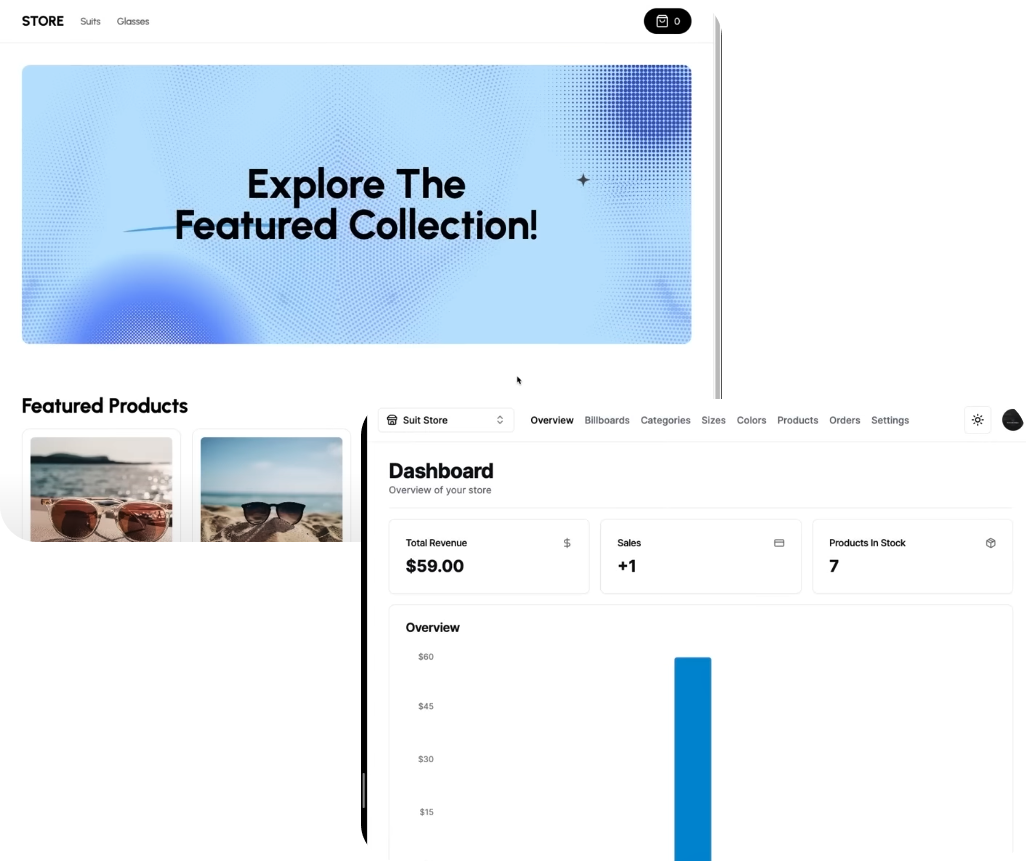 STORE Suits Glasses 0
Explore The
Featured Collection!
Featured Products
Suit Store Overview Billboards Categories Sizes Colors Products Orders Settings
Dashboard
Overview of your store
Total Revenue $
$59.00
Sales
+1
Products In Stock
7
Overview
$60
$45
$30
$15